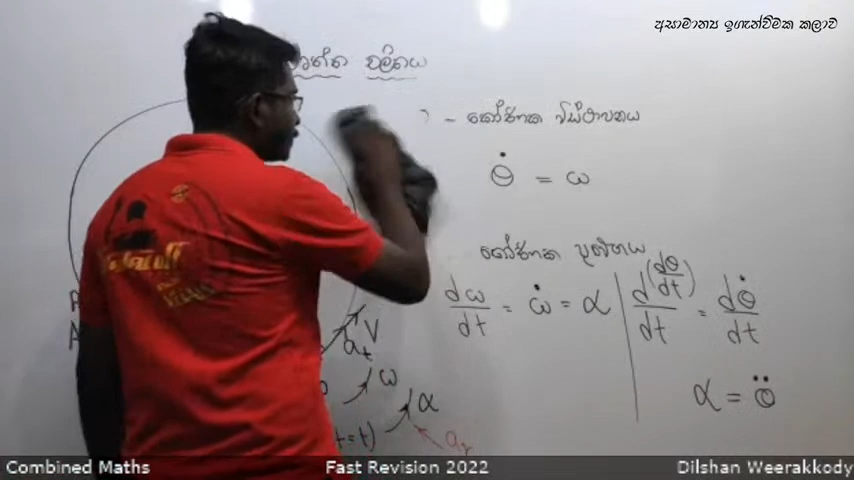 අසාමාන්‍ය ඉගැන්වීමක කලාව
වෘත්ත චලිතය
- කෝණික විස්ථාපනය
θ̇ = ω
කෝණික ප්‍රවේගය
dω/dt = ω̇ = α | d(dθ/dt)/dt = dθ̇/dt
α = θ̈
V
aₜ
ω
α
t=t)
Combined Maths Fast Revision 2022 Dilshan Weerakkody